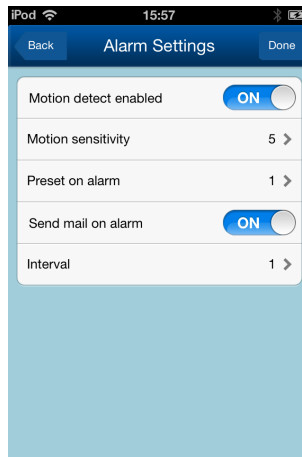 iPod 15:57
Back Alarm Settings Done
Motion detect enabled ON
Motion sensitivity 5
Preset on alarm 1
Send mail on alarm ON
Interval 1